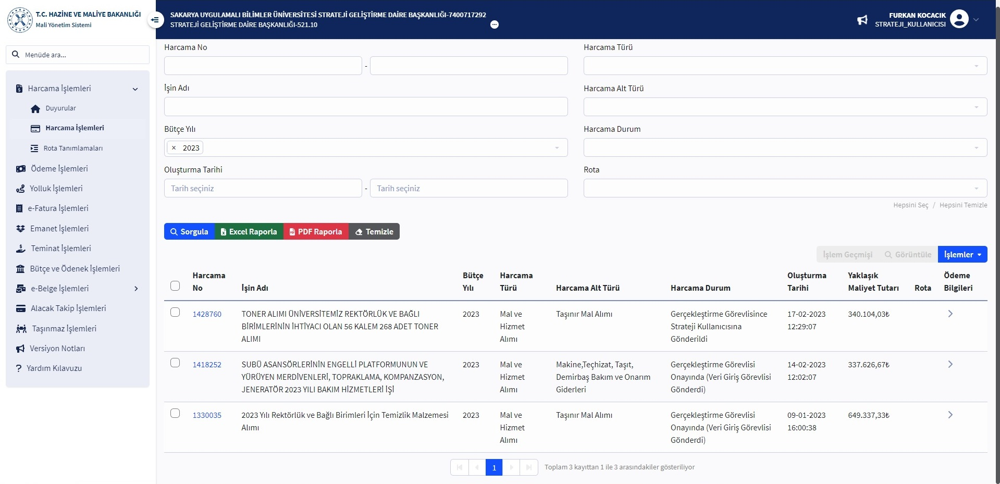 T.C. HAZİNE VE MALİYE BAKANLIĞI
Mali Yönetim Sistemi
SAKARYA UYGULAMALI BİLİMLER ÜNİVERSİTESİ STRATEJİ GELİŞTİRME DAİRE BAŞKANLIĞI-7400717292
STRATEJİ GELİŞTİRME DAİRE BAŞKANLIĞI-521.10
FURKAN KOCACIK
STRATEJI_KULLANICISI
Menüde ara...
Harcama İşlemleri
Duyurular
Harcama İşlemleri
Rota Tanımlamaları
Ödeme İşlemleri
Yolluk İşlemleri
e-Fatura İşlemleri
Emanet İşlemleri
Teminat İşlemleri
Bütçe ve Ödenek İşlemleri
e-Belge İşlemleri
Alacak Takip İşlemleri
Taşınmaz İşlemleri
Versiyon Notları
? Yardım Kılavuzu
Harcama No
-
Harcama Türü
İşin Adı
Harcama Alt Türü
Bütçe Yılı
× 2023
Harcama Durum
Oluşturma Tarihi
Tarih seçiniz - Tarih seçiniz
Rota
Hepsini Seç / Hepsini Temizle
Sorgula Excel Raporla PDF Raporla Temizle
İşlem Geçmişi Görüntüle İşlemler
Harcama No İşin Adı Bütçe Yılı Harcama Türü Harcama Alt Türü Harcama Durum Oluşturma Tarihi Yaklaşık Maliyet Tutarı Rota Ödeme Bilgileri
1428760 TONER ALIMI ÜNİVERSİTEMİZ REKTÖRLÜK VE BAĞLI 2023 Mal ve Taşınır Mal Alımı Gerçekleştirme Görevlisince 17-02-2023 340.104,03₺
BİRİMLERİNİN İHTİYACI OLAN 56 KALEM 268 ADET TONER Hizmet Strateji Kullanıcısına 12:29:07
ALIMI Alımı Gönderildi
1418252 SUBÜ ASANSÖRLERİNİN ENGELLİ PLATFORMUNUN VE 2023 Mal ve Makine,Teçhizat, Taşıt, Gerçekleştirme Görevlisi 14-02-2023 337.626,67₺
YÜRÜYEN MERDİVENLERİ, TOPRAKLAMA, KOMPANZASYON, Hizmet Demirbaş Bakım ve Onarım Onayında (Veri Giriş Görevlisi 12:02:07
JENERATÖR 2023 YILI BAKIM HİZMETLERİ İŞİ Alımı Giderleri Gönderdi)
1330035 2023 Yılı Rektörlük ve Bağlı Birimleri İçin Temizlik Malzemesi 2023 Mal ve Taşınır Mal Alımı Gerçekleştirme Görevlisi 09-01-2023 649.337,33₺
Alımı Hizmet Onayında (Veri Giriş Görevlisi 16:00:38
Alımı Gönderdi)
1 Toplam 3 kayıttan 1 ile 3 arasındakiler gösteriliyor